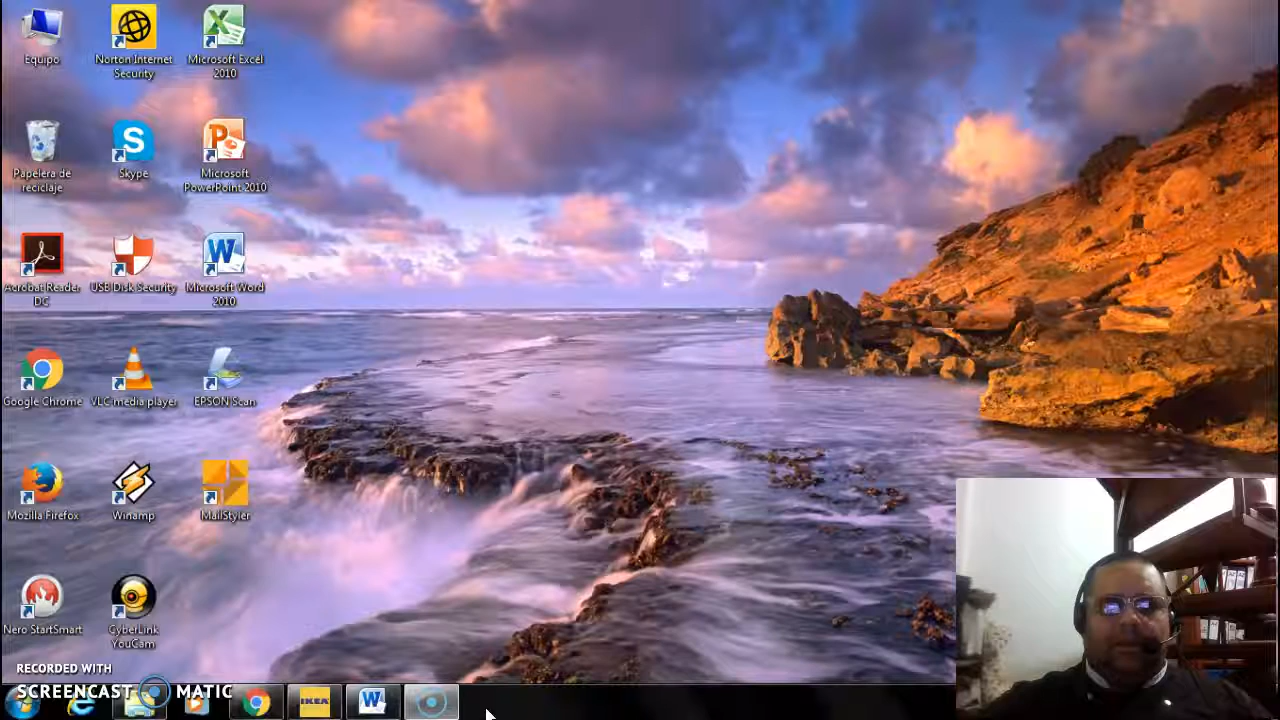 Equipo
Norton Internet
Security
Microsoft Excel
2010
Papelera de
reciclaje
Skype
Microsoft
PowerPoint 2010
Acrobat Reader
DC
USB Disk Security
Microsoft Word
2010
Google Chrome
VLC media player
EPSON Scan
Mozilla Firefox
Winamp
MailStyler
Nero StartSmart
CyberLink
YouCam
RECORDED WITH
SCREENCAST MATIC
IKEA